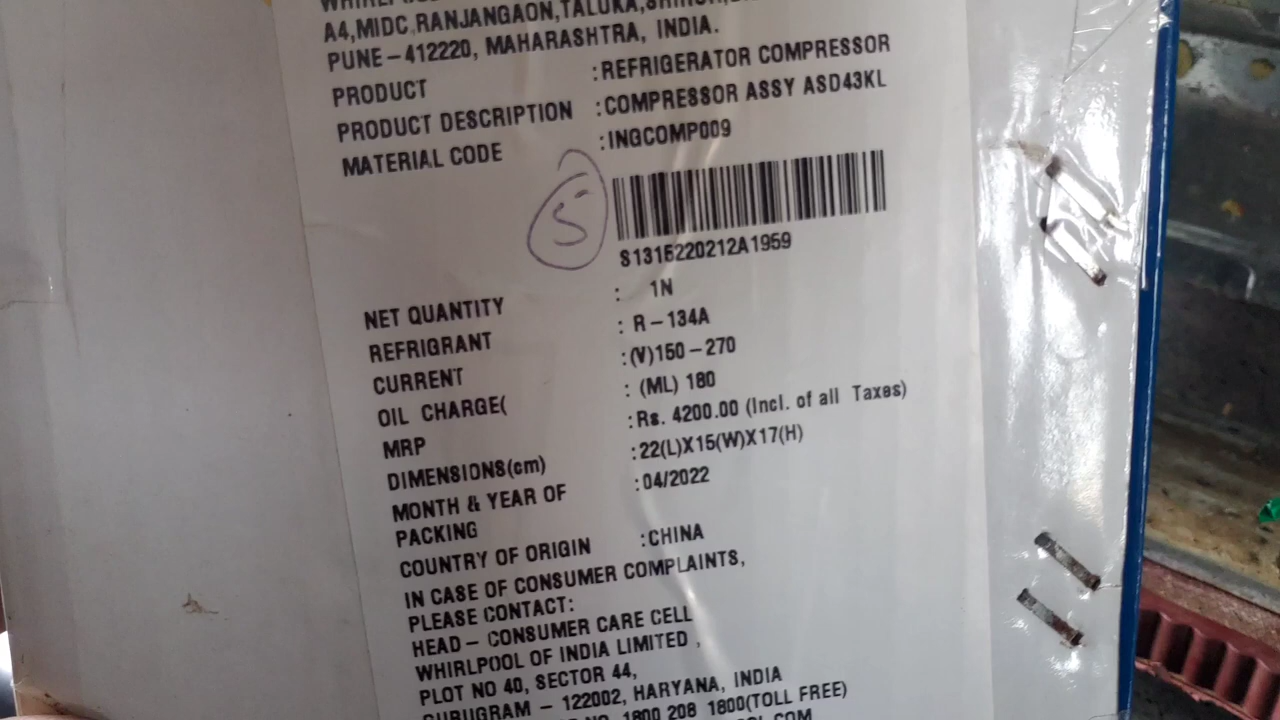 A4,MIDC,RANJANGAON,TALUKA,
PUNE-412220, MAHARASHTRA, INDIA.
PRODUCT :REFRIGERATOR COMPRESSOR
PRODUCT DESCRIPTION :COMPRESSOR ASSY ASD43KL
MATERIAL CODE :INGCOMP009
S
S1316220212A1959
NET QUANTITY : 1N
REFRIGRANT : R-134A
CURRENT :(V)150-270
OIL CHARGE( : (ML) 180
MRP :Rs. 4200.00 (Incl. of all Taxes)
DIMENSIONS(cm) :22(L)X15(W)X17(H)
MONTH & YEAR OF :04/2022
PACKING
COUNTRY OF ORIGIN :CHINA
IN CASE OF CONSUMER COMPLAINTS,
PLEASE CONTACT:
HEAD - CONSUMER CARE CELL
WHIRLPOOL OF INDIA LIMITED ,
PLOT NO 40, SECTOR 44,
GURUGRAM - 122002, HARYANA, INDIA
1800 208 1800(TOLL FREE)